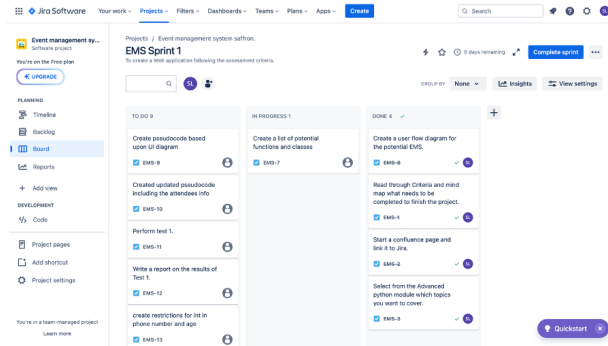 Jira Software
Your work
Projects
Filters
Dashboards
Teams
Plans
Apps
Create
Search
SL
Event management sy...
Software project
You're on the Free plan
UPGRADE
PLANNING
Timeline
Backlog
Board
Reports
Add view
DEVELOPMENT
Code
Project pages
Add shortcut
Project settings
You're in a team-managed project
Learn more
Projects / Event management system saffron.
EMS Sprint 1
To create a Web application following the assessment criteria.
0 days remaining
Complete sprint
SL
GROUP BY
None
Insights
View settings
TO DO 9
Create pseudocode based
upon UI diagram
EMS-9
Created updated pseudocode
including the attendees info
EMS-10
Perform test 1.
EMS-11
Write a report on the results of
Test 1.
EMS-12
create restrictions for int in
phone number and age
EMS-13
IN PROGRESS 1
Create a list of potential
functions and classes
EMS-7
DONE 4
Create a user flow diagram for
the potential EMS.
EMS-8
SL
Read through Criteria and mind
map what needs to be
completed to finish the project.
EMS-1
SL
Start a confluence page and
link it to Jira.
EMS-2
SL
Select from the Advanced
python module which topics
you want to cover.
EMS-3
SL
Quickstart